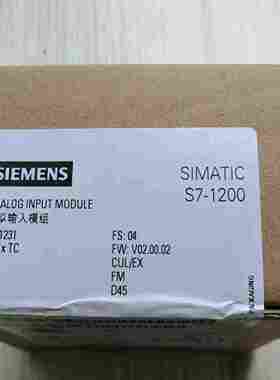 SIEMENS
SIMATIC
S7-1200
ALOG INPUT MODULE
输入模组
1231
x TC
FS: 04
FW: V02.00.02
CUL/EX
FM
D45
PACKAGING